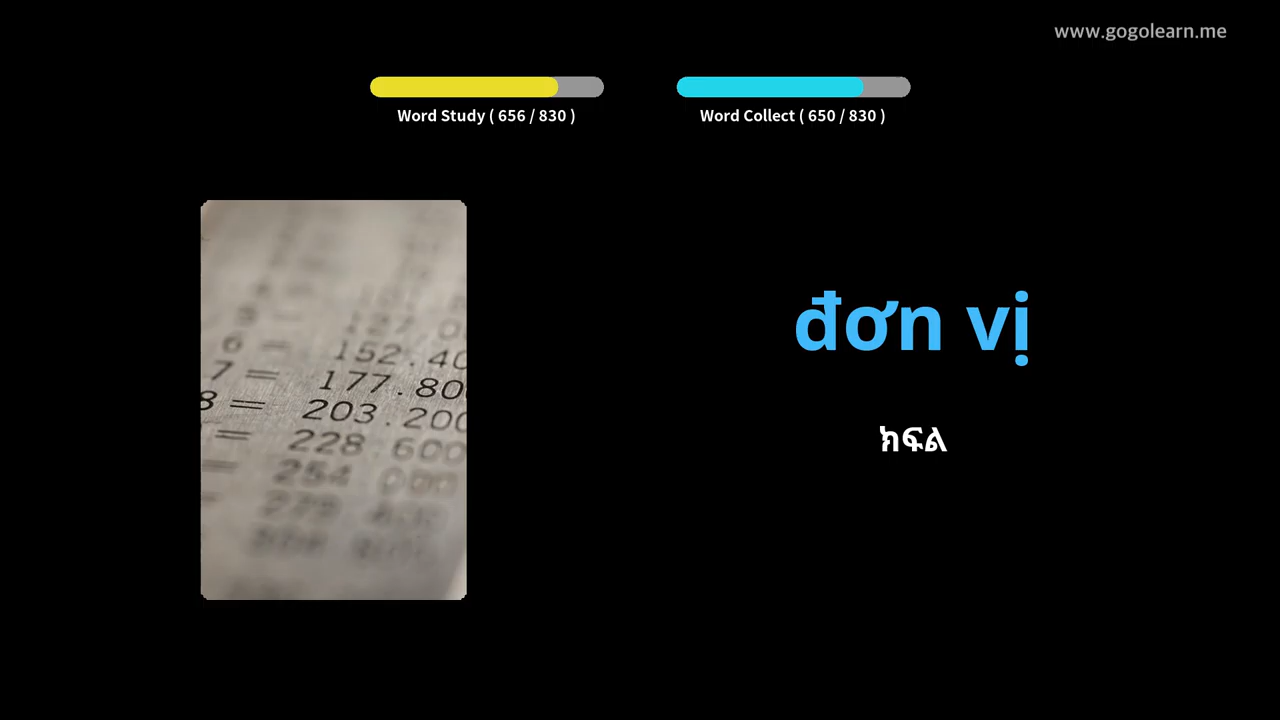 www.gogolearn.me
Word Study ( 656 / 830 )
Word Collect ( 650 / 830 )
6 = 152.40
7 = 177.80
8 = 203.200
= 228.600
254
đơn vị
ክፍል